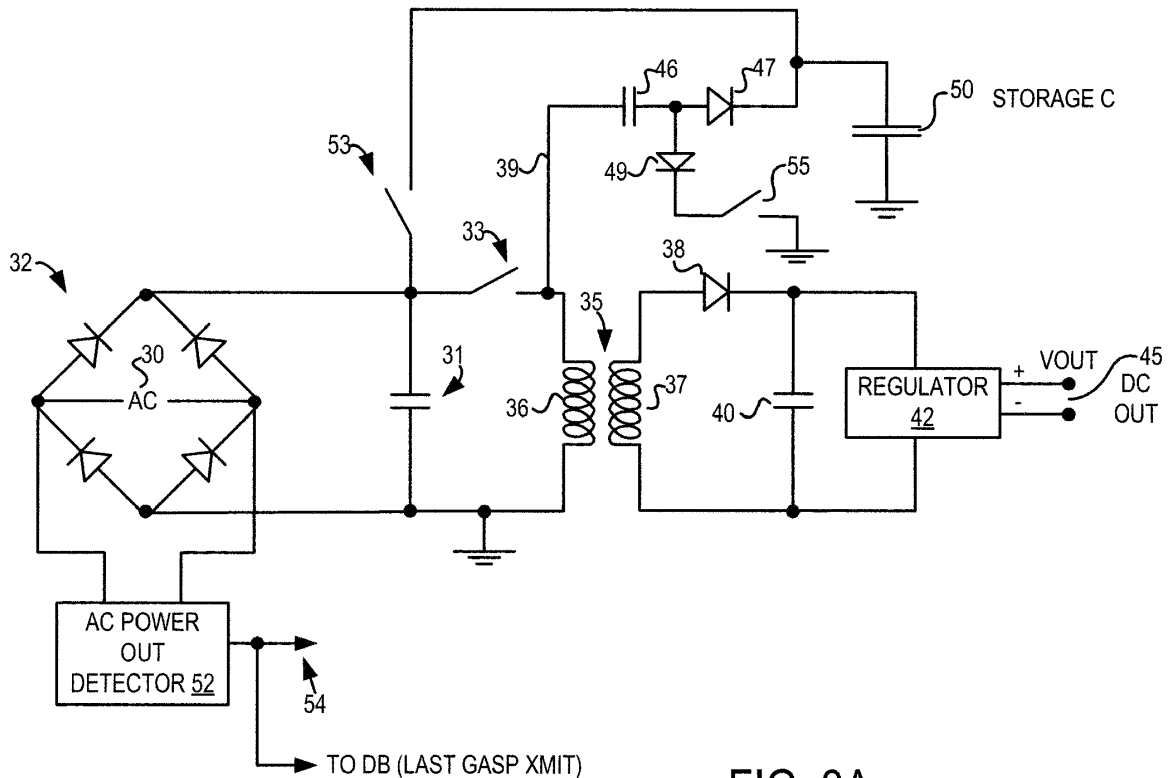 46
47
50 STORAGE C
53
39
49
55
33
38
32
35
30
AC
31
36
37
40
REGULATOR
42
+
-
VOUT
DC
OUT
45
AC POWER
OUT
DETECTOR 52
54
TO DB (LAST GASP XMIT)